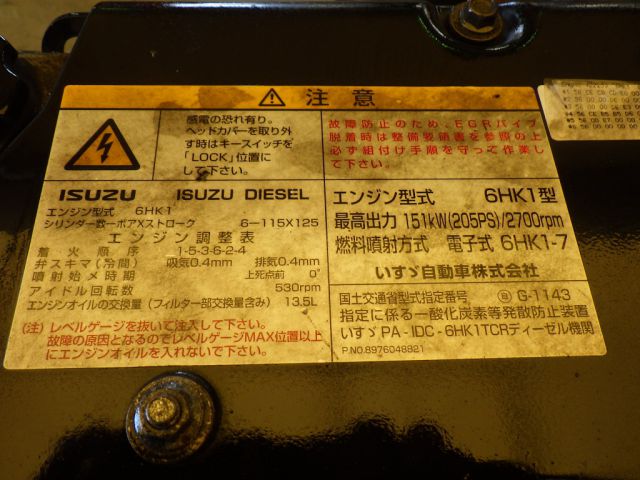 ⚠ 注意
感電の恐れ有り。
ヘッドカバーを取り外
す時はキースイッチを
「LOCK」位置に
して下さい。
故障防止のため、EGRパイプ
脱着時は整備要領書を参照の上
必ず組付け手順を守って作業し
て下さい。
ISUZU ISUZU DIESEL
エンジン型式 6HK1
シリンダー数ーボアXストローク 6－115X125
エンジン調整表
着火順序 1-5-3-6-2-4
弁スキマ(冷間) 吸気0.4mm 排気0.4mm
噴射始メ時期 上死点前 0°
アイドル回転数 530rpm
エンジンオイルの交換量(フィルター部交換量含み) 13.5L
(注)レベルゲージを抜いて注入して下さい。
故障の原因となるのでレベルゲージMAX位置以上
にエンジンオイルを入れないで下さい。
エンジン型式 6HK1型
最高出力 151kW(205PS)/2700rpm
燃料噴射方式 電子式 6HK1-7
いすゞ自動車株式会社
国土交通省型式指定番号 G-1143
指定に係る一酸化炭素等発散防止装置
いすゞPA-IDC-6HK1TCRディーゼル機関
P.NO.8976048821